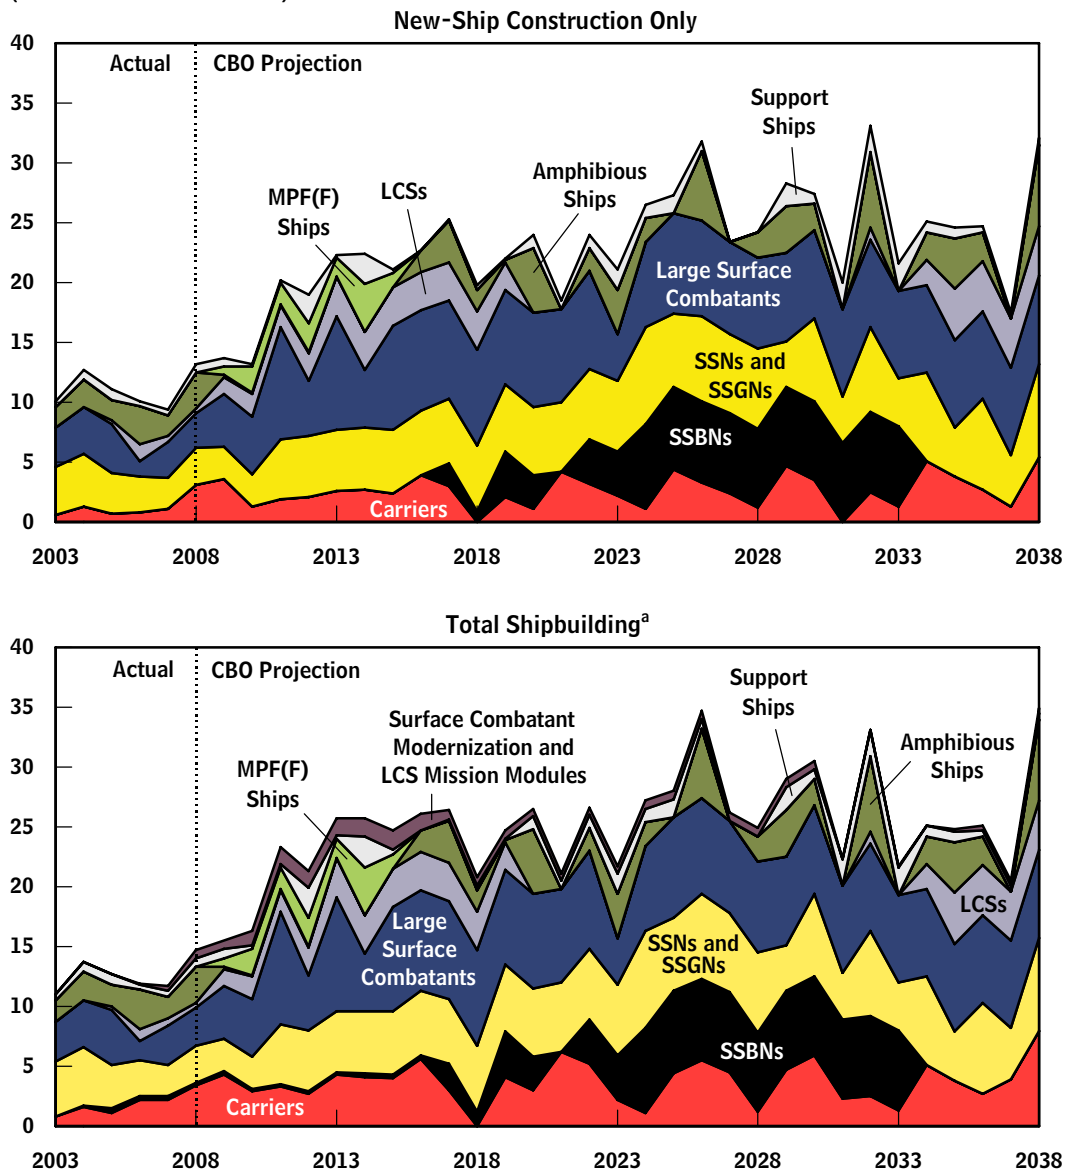 New-Ship Construction Only
40
35
30
25
20
15
10
5
0
Actual
CBO Projection
MPF(F)
Ships
LCSs
Amphibious
Ships
Support
Ships
Large Surface
Combatants
SSNs and
SSGNs
SSBNs
Carriers
2003 2008 2013 2018 2023 2028 2033 2038
Total Shipbuildingᵃ
40
35
30
25
20
15
10
5
0
Actual
CBO Projection
MPF(F)
Ships
Surface Combatant
Modernization and
LCS Mission Modules
Support
Ships
Amphibious
Ships
Large
Surface
Combatants
SSNs and
SSGNs
LCSs
SSBNs
Carriers
2003 2008 2013 2018 2023 2028 2033 2038